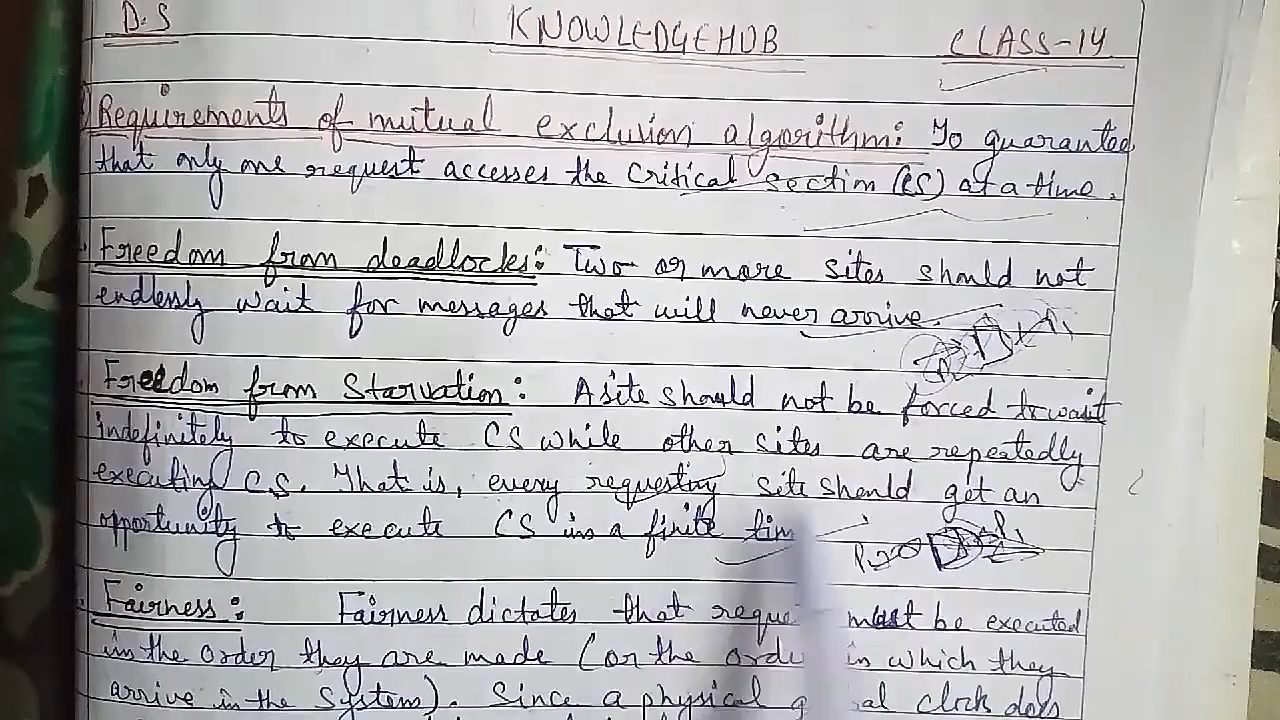 D.S KNOWLEDGEHUB CLASS-14
Requirements of mutual exclusion algorithm: To guaranted
that only one request accesses the critical section (CS) at a time.
Freedom from deadlocks: Two or more sites should not
endlessly wait for messages that will never arrive.
Freedom from Starvation: A site should not be forced to wait
indefinitely to execute CS while other sites are repeatedly
executing CS. That is, every requesting site should get an
opportunity to execute CS in a finite tim
Fairness: Fairness dictates that reque must be executed
in the order they are made (or the orde in which they
arrive in the system). Since a physical g al clock does